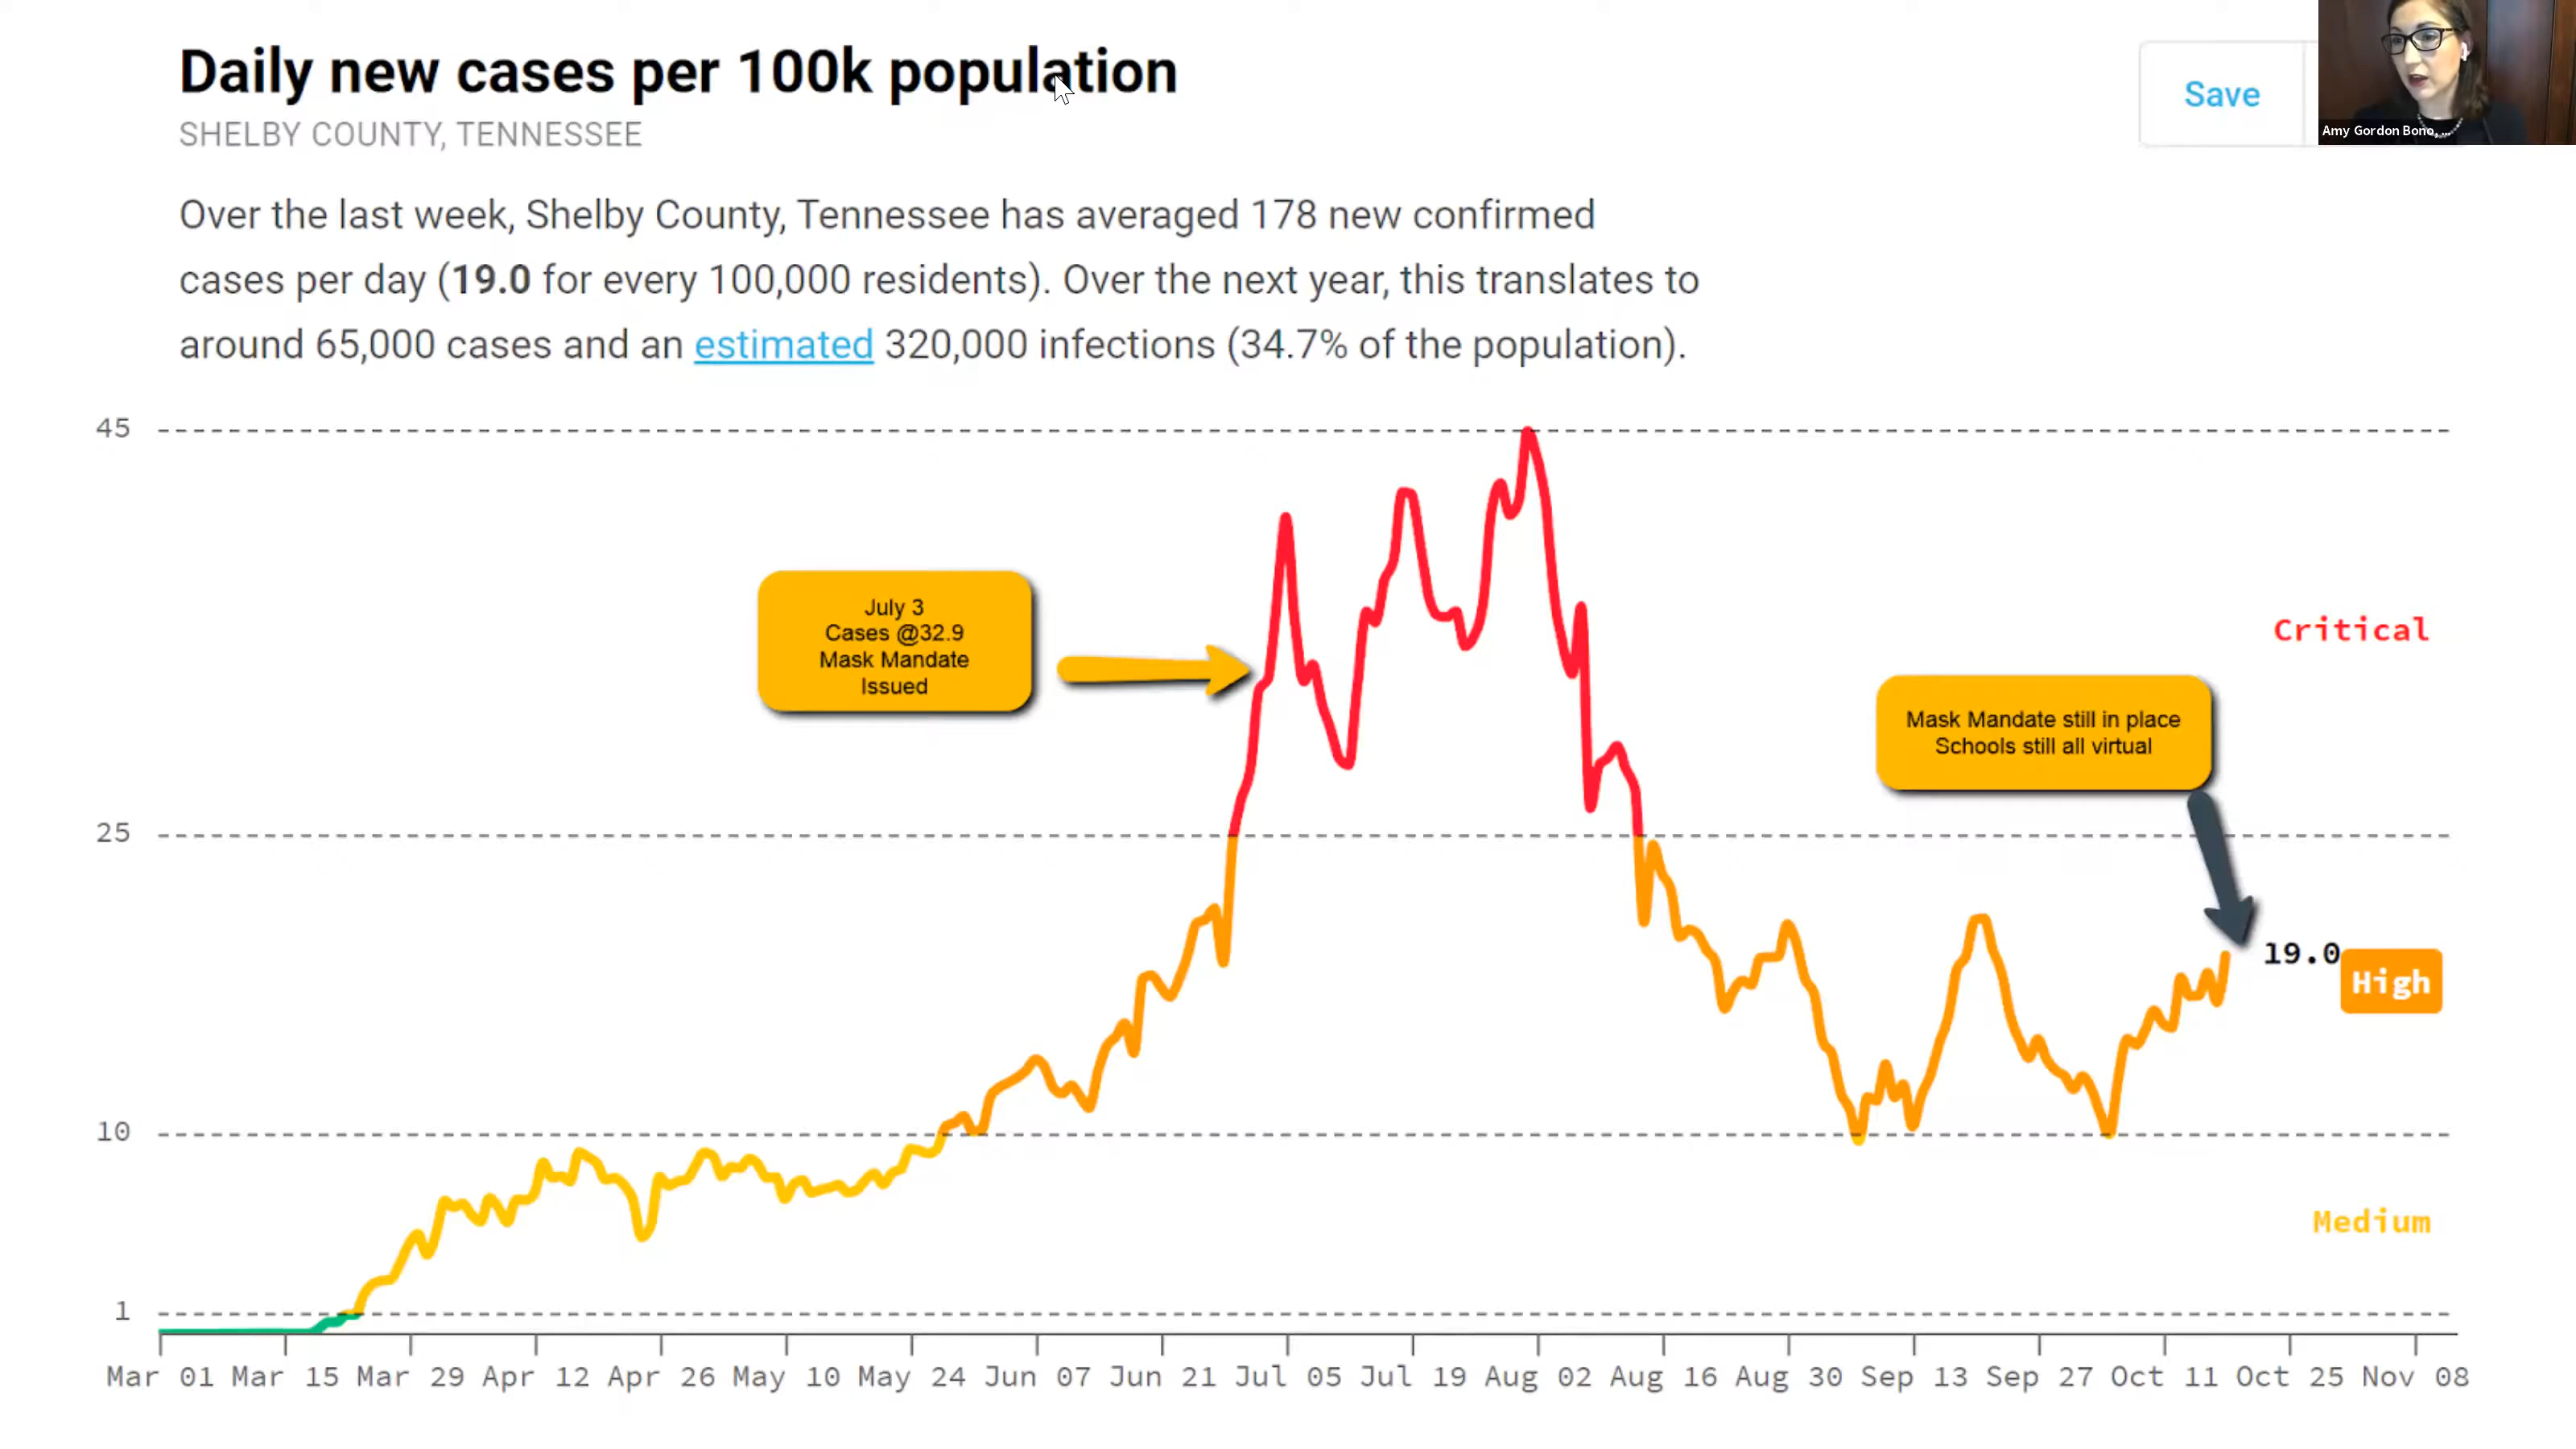 Daily new cases per 100k population
SHELBY COUNTY, TENNESSEE
Save
Amy Gordon Bono,
Over the last week, Shelby County, Tennessee has averaged 178 new confirmed
cases per day (19.0 for every 100,000 residents). Over the next year, this translates to
around 65,000 cases and an estimated 320,000 infections (34.7% of the population).
45
July 3
Cases @32.9
Mask Mandate
Issued
Critical
Mask Mandate still in place
Schools still all virtual
25
19.0
High
10
Medium
1
Mar 01 Mar 15 Mar 29 Apr 12 Apr 26 May 10 May 24 Jun 07 Jun 21 Jul 05 Jul 19 Aug 02 Aug 16 Aug 30 Sep 13 Sep 27 Oct 11 Oct 25 Nov 08